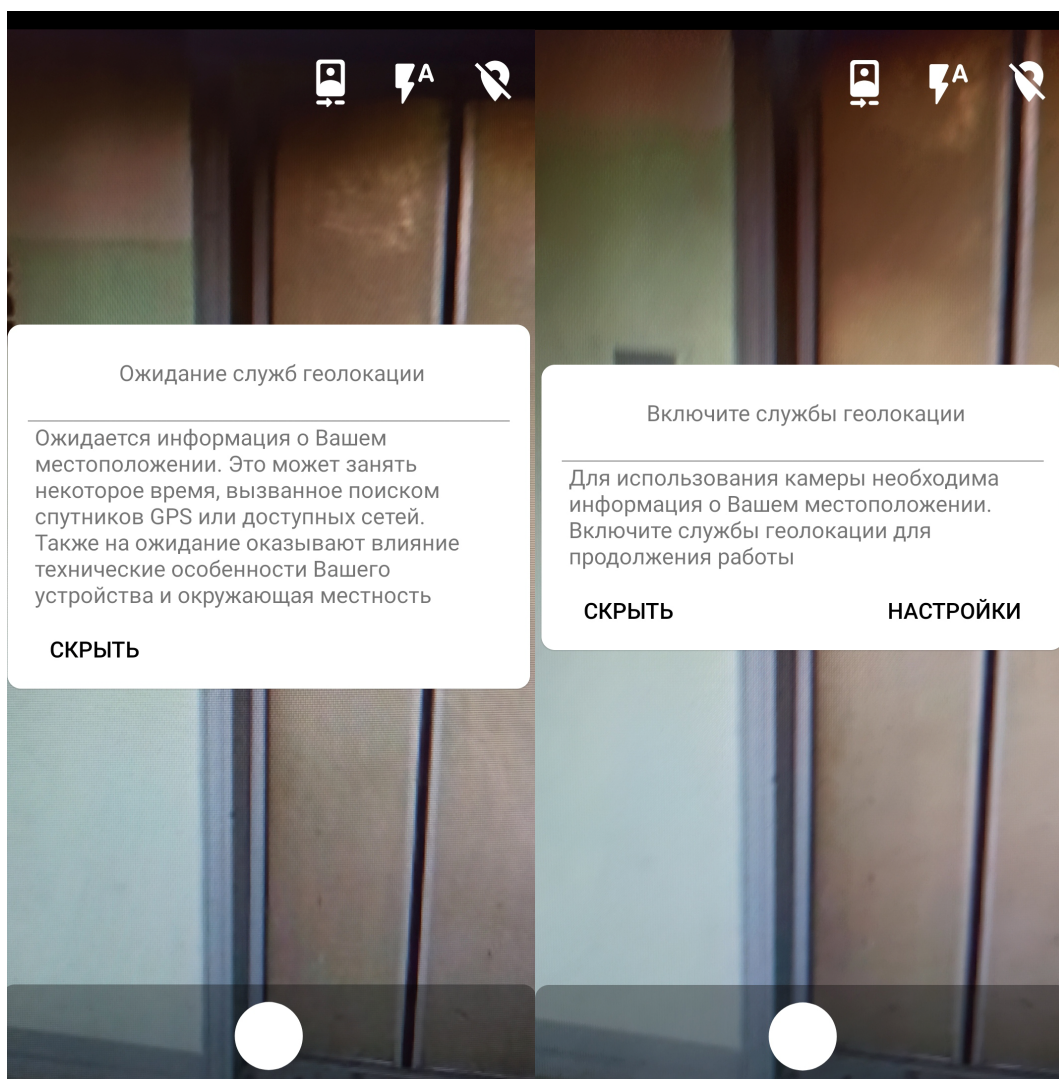 A
Ожидание служб геолокации
Ожидается информация о Вашем
местоположении. Это может занять
некоторое время, вызванное поиском
спутников GPS или доступных сетей.
Также на ожидание оказывают влияние
технические особенности Вашего
устройства и окружающая местность
СКРЫТЬ
A
Включите службы геолокации
Для использования камеры необходима
информация о Вашем местоположении.
Включите службы геолокации для
продолжения работы
СКРЫТЬ НАСТРОЙКИ